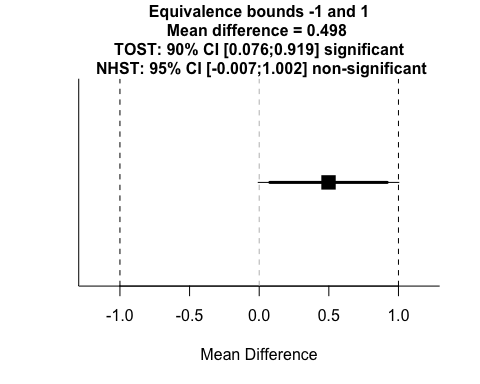 Equivalence bounds -1 and 1
Mean difference = 0.498
TOST: 90% CI [0.076;0.919] significant
NHST: 95% CI [-0.007;1.002] non-significant
-1.0 -0.5 0.0 0.5 1.0
Mean Difference